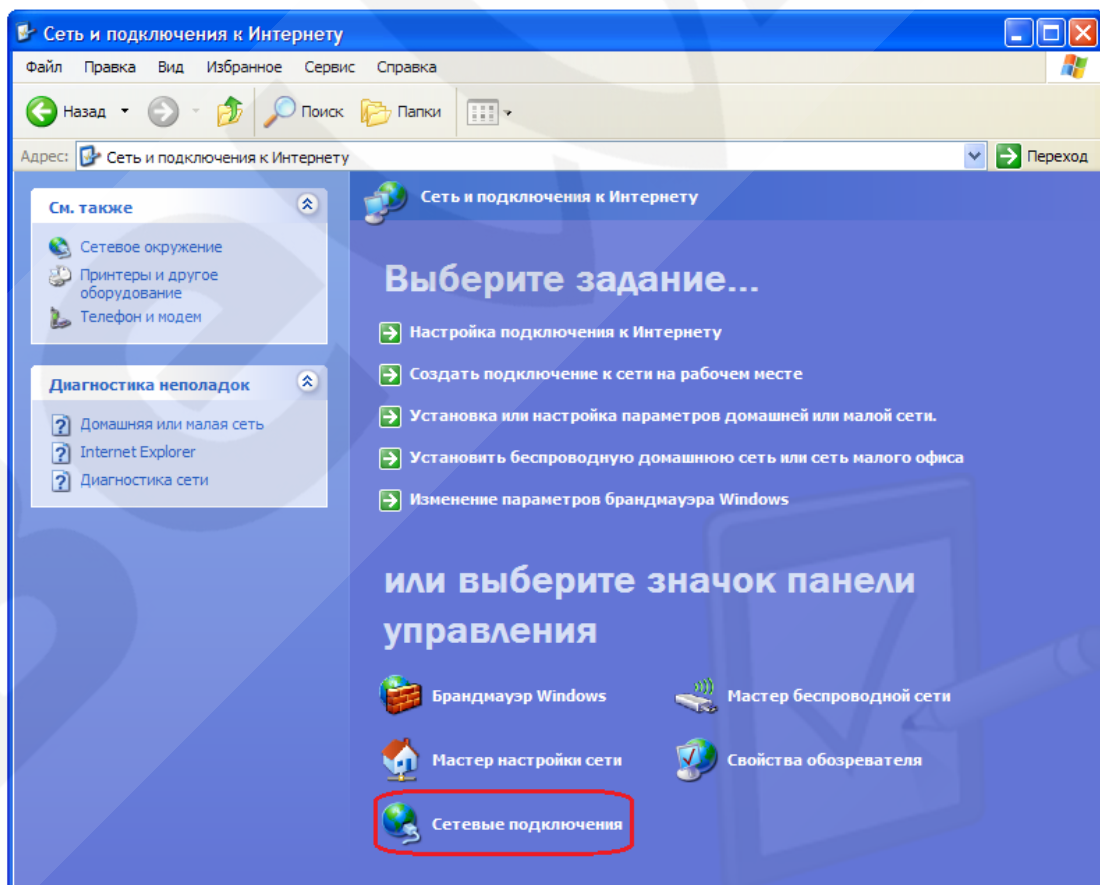 Сеть и подключения к Интернету
Файл Правка Вид Избранное Сервис Справка
Назад Поиск Папки
Адрес: Сеть и подключения к Интернету Переход
См. также
Сетевое окружение
Принтеры и другое
оборудование
Телефон и модем
Диагностика неполадок
Домашняя или малая сеть
Internet Explorer
Диагностика сети
Сеть и подключения к Интернету
Выберите задание...
Настройка подключения к Интернету
Создать подключение к сети на рабочем месте
Установка или настройка параметров домашней или малой сети.
Установить беспроводную домашнюю сеть или сеть малого офиса
Изменение параметров брандмауэра Windows
или выберите значок панели
управления
Брандмауэр Windows
Мастер беспроводной сети
Мастер настройки сети
Свойства обозревателя
Сетевые подключения